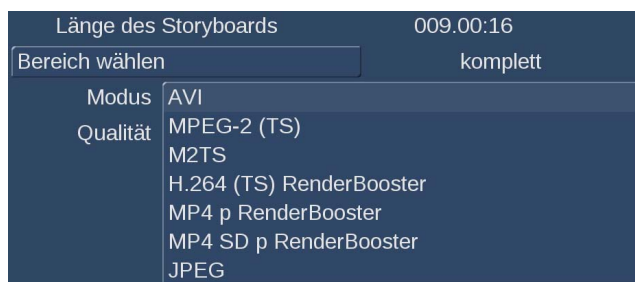 Länge des Storyboards 009.00:16
Bereich wählen komplett
Modus AVI
Qualität MPEG-2 (TS)
M2TS
H.264 (TS) RenderBooster
MP4 p RenderBooster
MP4 SD p RenderBooster
JPEG